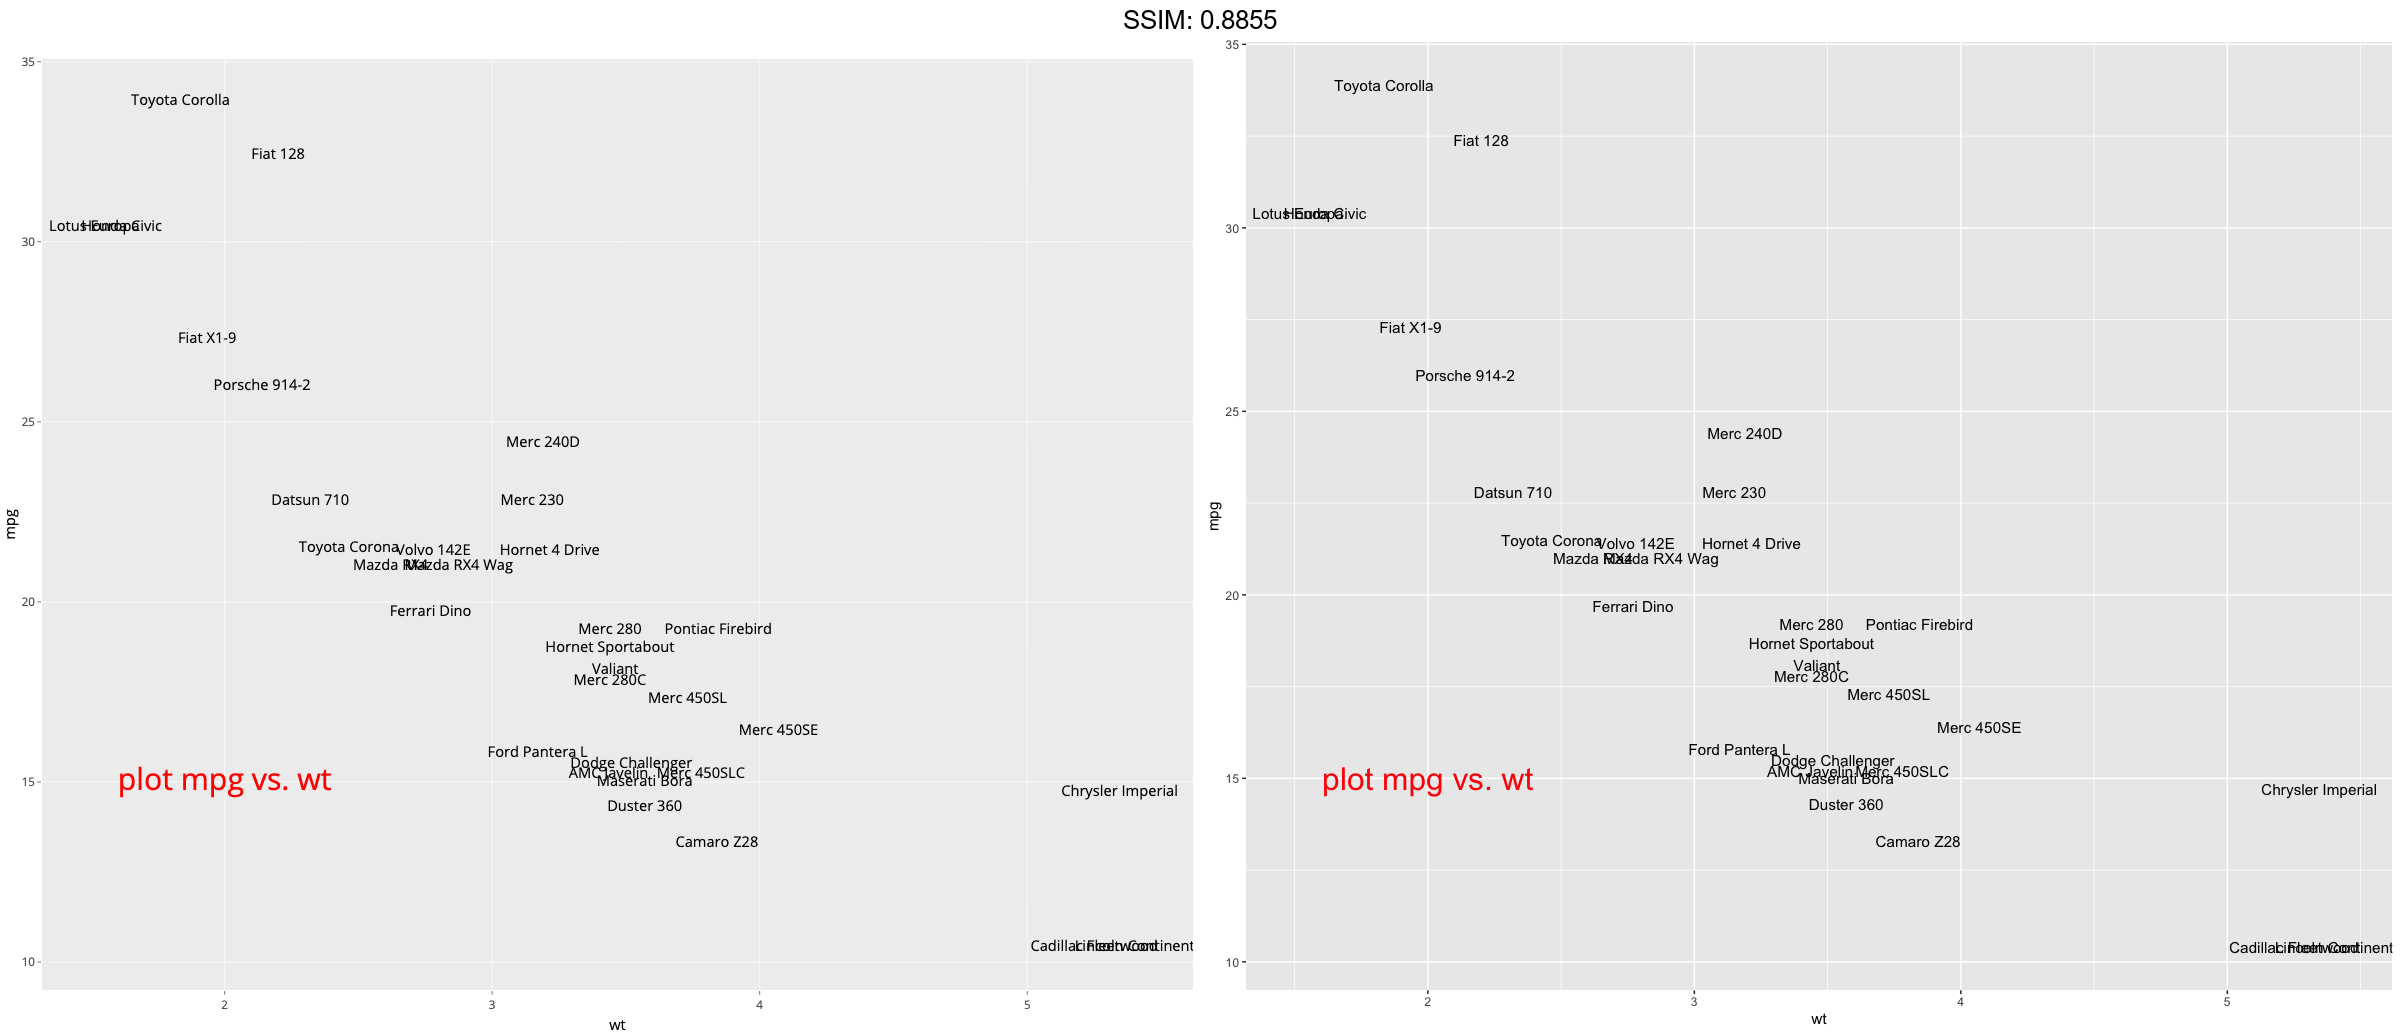 SSIM: 0.8855
35
Toyota Corolla
Fiat 128
Lotus Europa
Honda Civic
30
Fiat X1-9
Porsche 914-2
25
Merc 240D
Datsun 710
Merc 230
mpg
Toyota Corona
Volvo 142E
Hornet 4 Drive
Mazda RX4
Mazda RX4 Wag
20
Ferrari Dino
Merc 280
Pontiac Firebird
Hornet Sportabout
Valiant
Merc 280C
Merc 450SL
Merc 450SE
Ford Pantera L
Dodge Challenger
AMC Javelin
Merc 450SLC
Maserati Bora
15
plot mpg vs. wt
Chrysler Imperial
Duster 360
Camaro Z28
Cadillac Fleetwood
Lincoln Continent
10
2
3
4
5
wt
35
Toyota Corolla
Fiat 128
Lotus Europa
Honda Civic
30
Fiat X1-9
Porsche 914-2
25
Merc 240D
Datsun 710
Merc 230
mpg
Toyota Corona
Volvo 142E
Hornet 4 Drive
Mazda RX4
Mazda RX4 Wag
20
Ferrari Dino
Merc 280
Pontiac Firebird
Hornet Sportabout
Valiant
Merc 280C
Merc 450SL
Merc 450SE
Ford Pantera L
Dodge Challenger
AMC Javelin
Merc 450SLC
Maserati Bora
15
plot mpg vs. wt
Chrysler Imperial
Duster 360
Camaro Z28
Cadillac Fleetwood
Lincoln Continent
10
2
3
4
5
wt